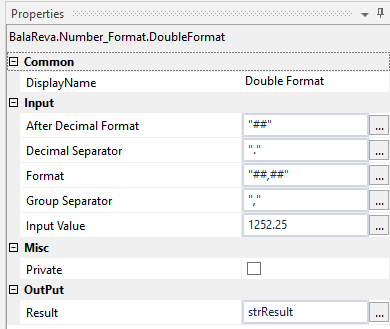 Properties
BalaReva.Number_Format.DoubleFormat
Common
DisplayName Double Format
Input
After Decimal Format "##" ...
Decimal Separator "." ...
Format "##,##" ...
Group Separator "," ...
Input Value 1252.25 ...
Misc
Private
OutPut
Result strResult ...